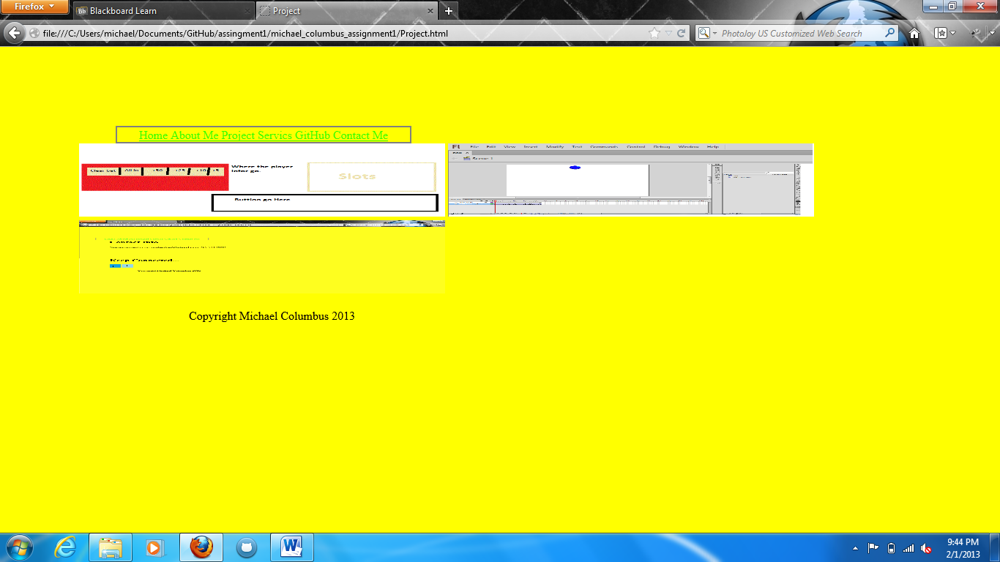 Firefox
Blackboard Learn
Project
file:///C:/Users/michael/Documents/GitHub/assingment1/michael_columbus_assignment1/Project.html
PhotoJoy US Customized Web Search
Home About Me Project Servics GitHub Contact Me
Clear bet All in +50 +25 +10 +5
Where the player
infor go.
Slots
Buttion go Here
File Edit View Insert Modify Text Commands Control Debug Window Help
Scene 1
Contact Info
Keep Connected...
Copyright Michael Columbus 2013
9:44 PM
2/1/2013